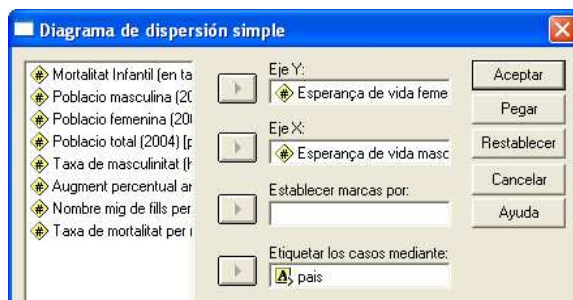 Diagrama de dispersión simple
Mortalitat Infantil (en ta
Poblacio masculina (20
Poblacio femenina (200
Poblacio total (2004) [p
Taxa de masculinitat (h
Augment percentual an
Nombre mig de fills per
Taxa de mortalitat per
Eje Y:
Esperança de vida feme
Eje X:
Esperança de vida masc
Establecer marcas por:
Etiquetar los casos mediante:
pais
Aceptar
Pegar
Restablecer
Cancelar
Ayuda